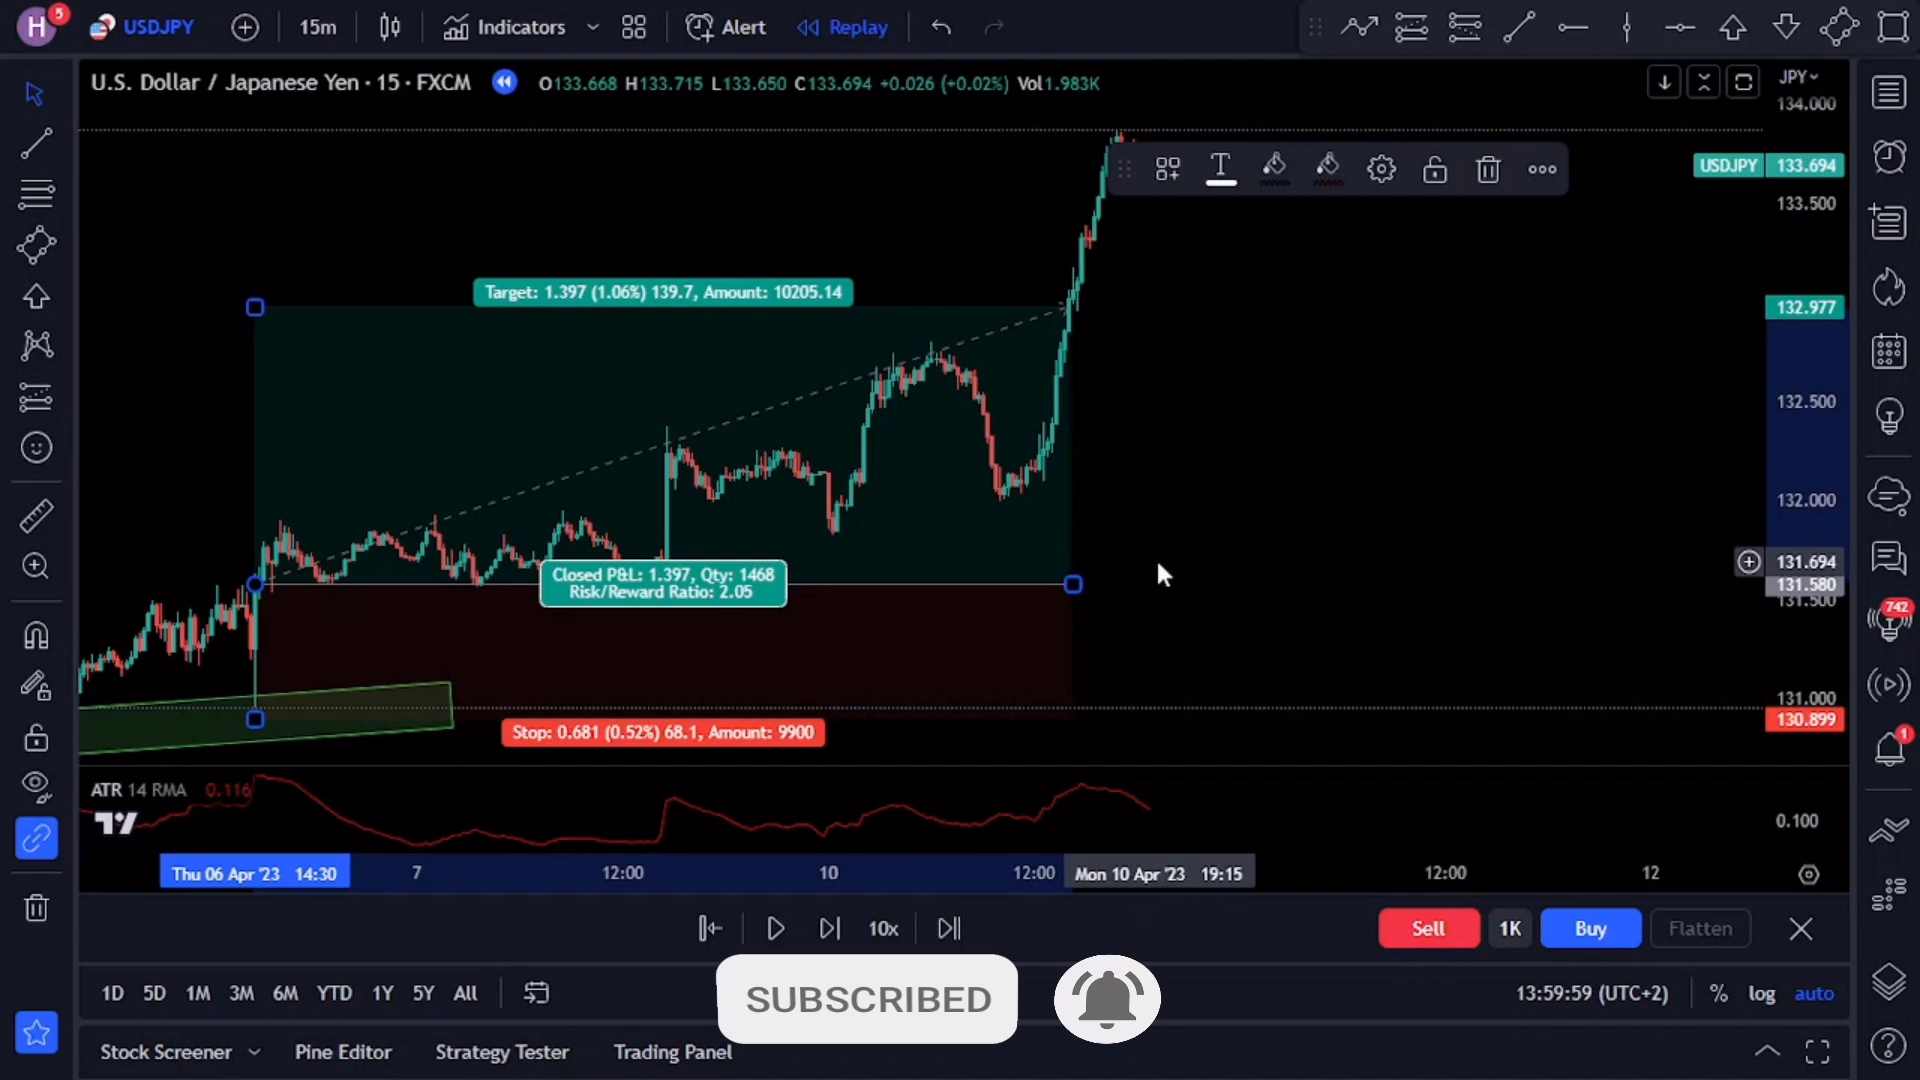 H
5
USDJPY
15m
Indicators
Alert
Replay
U.S. Dollar / Japanese Yen · 15 · FXCM
O133.668 H133.715 L133.650 C133.694 +0.026 (+0.02%) Vol1.983K
JPY
134.000
USDJPY 133.694
133.500
Target: 1.397 (1.06%) 139.7, Amount: 10205.14
132.977
132.500
132.000
131.694
131.580
131.500
Closed P&L: 1.397, Qty: 1468
Risk/Reward Ratio: 2.05
742
131.000
130.899
Stop: 0.681 (0.52%) 68.1, Amount: 9900
1
ATR 14 RMA 0.116
0.100
Thu 06 Apr '23 14:30
7
12:00
10
12:00
Mon 10 Apr '23 19:15
12:00
12
10x
Sell
1K
Buy
Flatten
1D 5D 1M 3M 6M YTD 1Y 5Y All
SUBSCRIBED
13:59:59 (UTC+2)
% log auto
Stock Screener
Pine Editor
Strategy Tester
Trading Panel